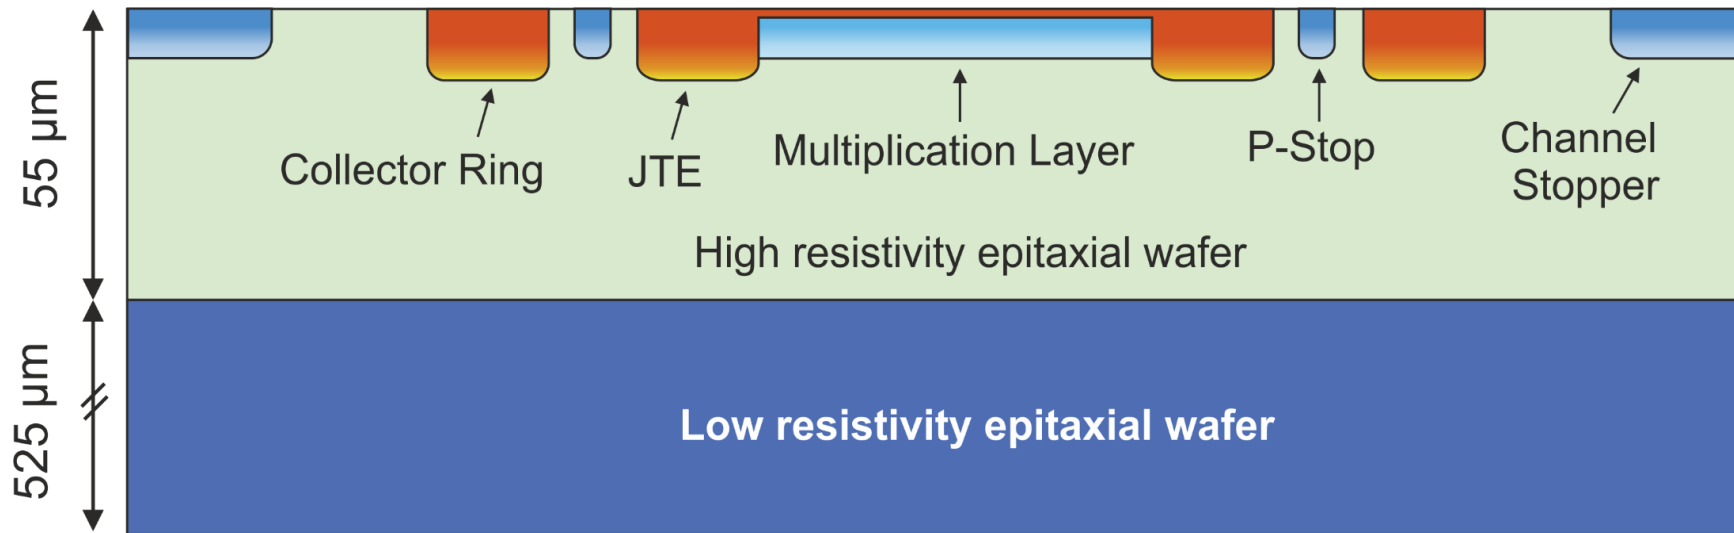 55 µm
Collector Ring
JTE
Multiplication Layer
P-Stop
Channel
Stopper
High resistivity epitaxial wafer
525 µm
Low resistivity epitaxial wafer